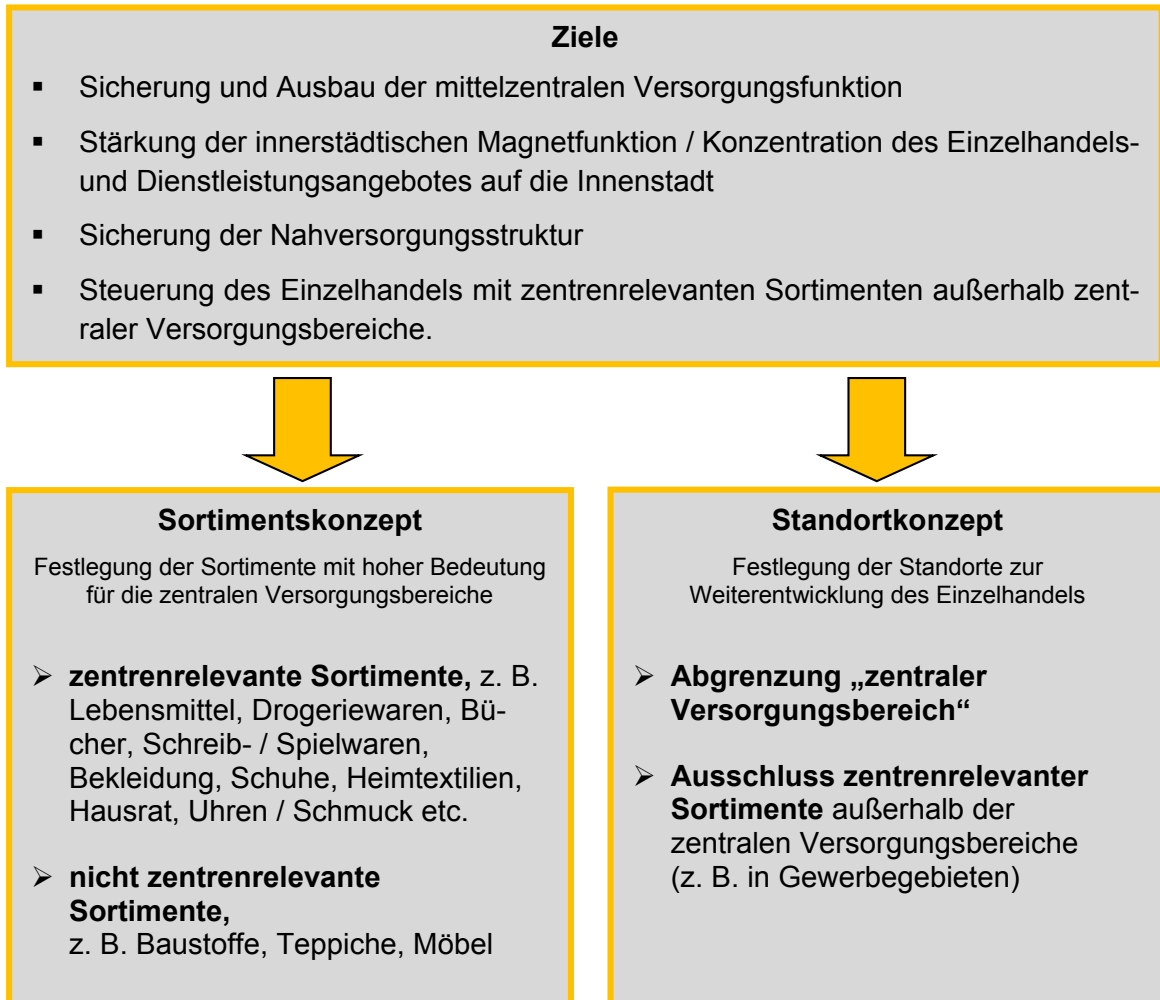 Ziele
▪ Sicherung und Ausbau der mittelzentralen Versorgungsfunktion
▪ Stärkung der innerstädtischen Magnetfunktion / Konzentration des Einzelhandels-
und Dienstleistungsangebotes auf die Innenstadt
▪ Sicherung der Nahversorgungsstruktur
▪ Steuerung des Einzelhandels mit zentrenrelevanten Sortimenten außerhalb zent-
raler Versorgungsbereiche.
Sortimentskonzept
Festlegung der Sortimente mit hoher Bedeutung
für die zentralen Versorgungsbereiche
➢ zentrenrelevante Sortimente, z. B.
Lebensmittel, Drogeriewaren, Bü-
cher, Schreib- / Spielwaren,
Bekleidung, Schuhe, Heimtextilien,
Hausrat, Uhren / Schmuck etc.
➢ nicht zentrenrelevante
Sortimente,
z. B. Baustoffe, Teppiche, Möbel
Standortkonzept
Festlegung der Standorte zur
Weiterentwicklung des Einzelhandels
➢ Abgrenzung „zentraler
Versorgungsbereich“
➢ Ausschluss zentrenrelevanter
Sortimente außerhalb der
zentralen Versorgungsbereiche
(z. B. in Gewerbegebieten)